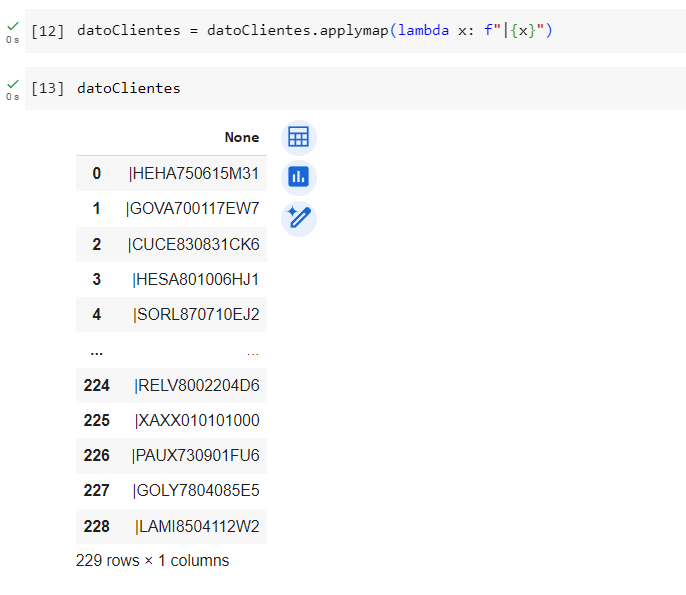 [12] datoClientes = datoClientes.applymap(lambda x: f"|{x}")
0s
[13] datoClientes
0s
None
0 |HEHA750615M31
1 |GOVA700117EW7
2 |CUCE830831CK6
3 |HESA801006HJ1
4 |SORL870710EJ2
... ...
224 |RELV8002204D6
225 |XAXX010101000
226 |PAUX730901FU6
227 |GOLY7804085E5
228 |LAMI8504112W2
229 rows × 1 columns